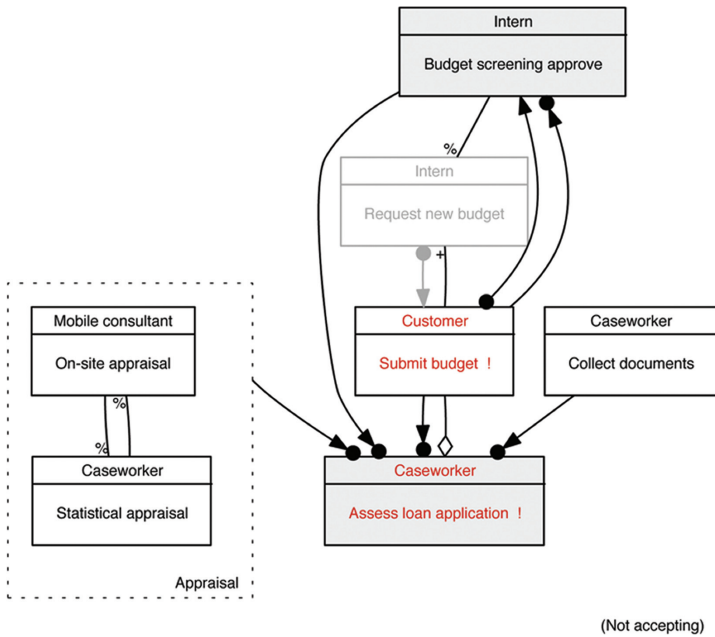 Intern
Budget screening approve
%
Intern
Request new budget
+
Mobile consultant
On-site appraisal
Customer
Submit budget !
Caseworker
Collect documents
%
%
Caseworker
Statistical appraisal
Caseworker
Assess loan application !
Appraisal
(Not accepting)